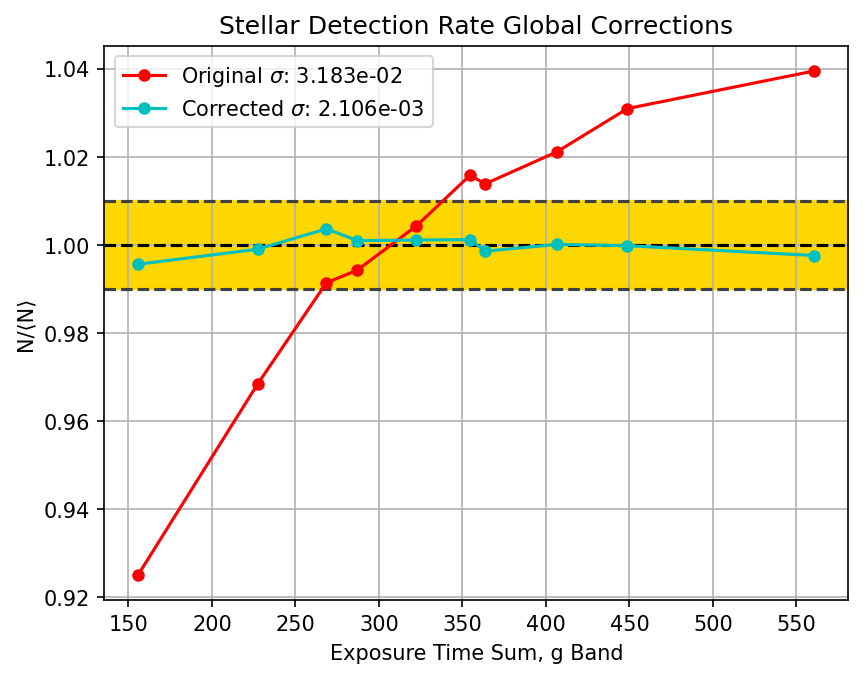 Stellar Detection Rate Global Corrections
Original σ: 3.183e-02
Corrected σ: 2.106e-03
1.04
1.02
1.00
0.98
0.96
0.94
0.92
N/⟨N⟩
150 200 250 300 350 400 450 500 550
Exposure Time Sum, g Band